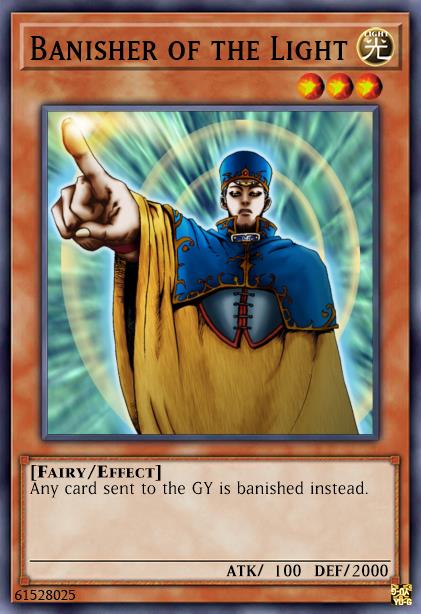 Banisher of the Light
LIGHT
光
[Fairy/Effect]
Any card sent to the GY is banished instead.
ATK/ 100 DEF/2000
61528025